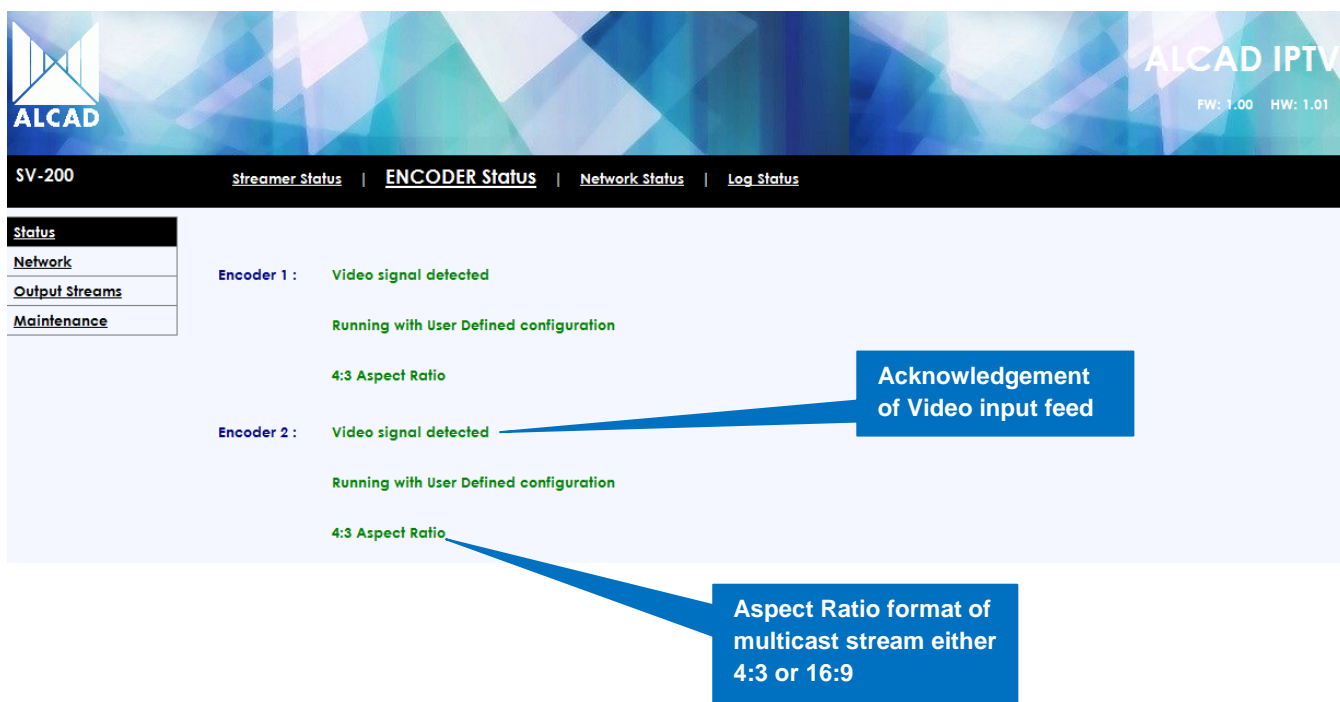 ALCAD
ALCAD IPTV
FW: 1.00 HW: 1.01
SV-200
Streamer Status | ENCODER Status | Network Status | Log Status
Status
Network
Output Streams
Maintenance
Encoder 1 : Video signal detected
Running with User Defined configuration
4:3 Aspect Ratio
Acknowledgement
of Video input feed
Encoder 2 : Video signal detected
Running with User Defined configuration
4:3 Aspect Ratio
Aspect Ratio format of
multicast stream either
4:3 or 16:9